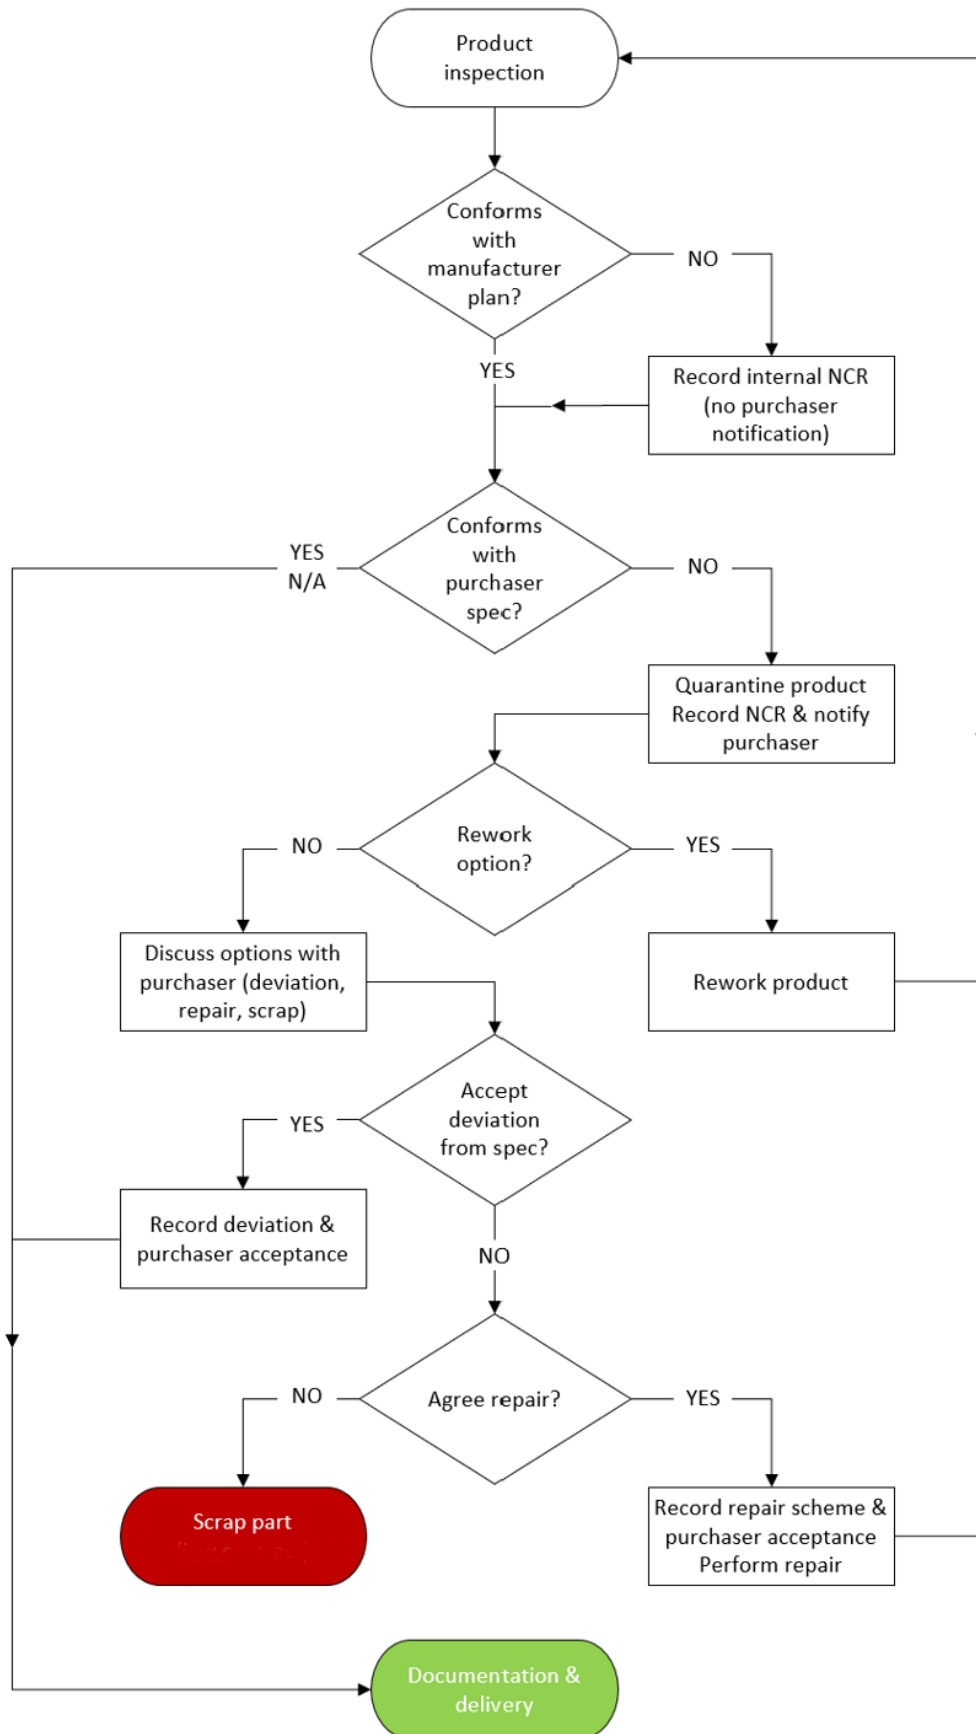 Product
inspection
Conforms
with
manufacturer
plan?
NO
YES
Record internal NCR
(no purchaser
notification)
Conforms
with
purchaser
spec?
YES
N/A
NO
Quarantine product
Record NCR & notify
purchaser
Rework
option?
NO
YES
Discuss options with
purchaser (deviation,
repair, scrap)
Rework product
Accept
deviation
from spec?
YES
Record deviation &
purchaser acceptance
NO
Agree repair?
NO
YES
Scrap part
Record repair scheme &
purchaser acceptance
Perform repair
Documentation &
delivery